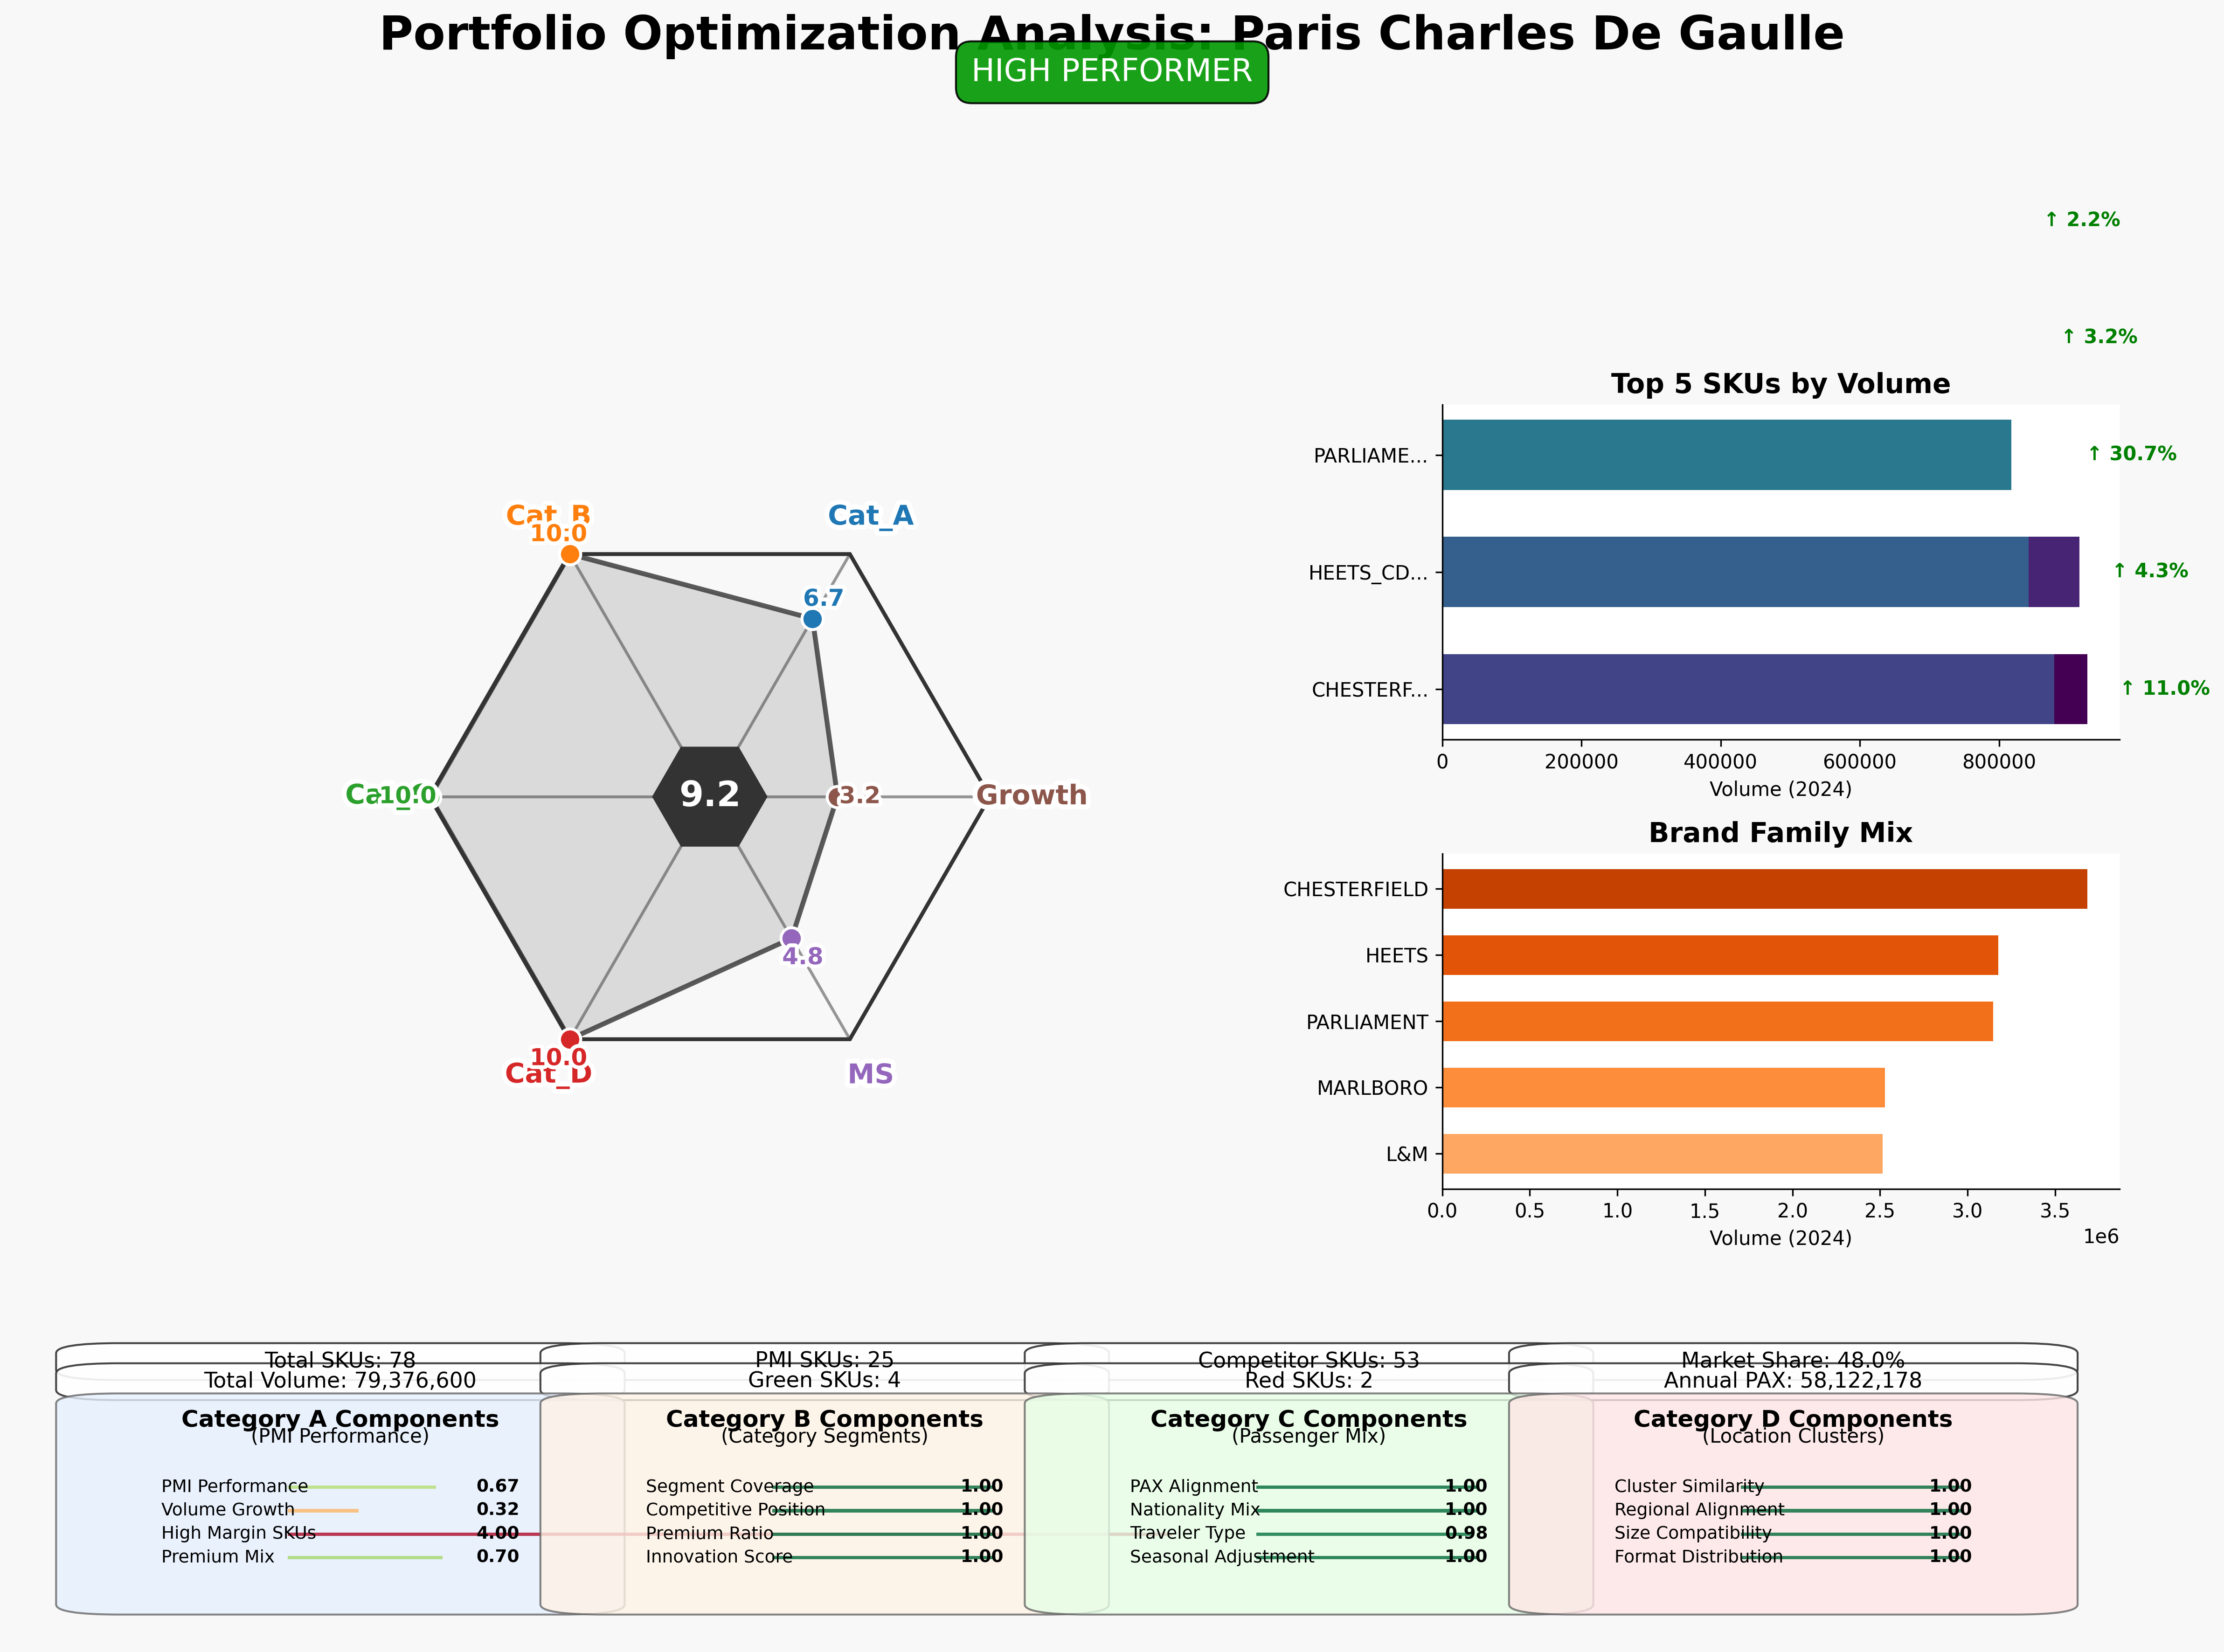 Portfolio Optimization Analysis: Paris Charles De Gaulle
HIGH PERFORMER
Cat_B
10.0
Cat_A
6.7
10.0
9.2
3.2
Growth
4.8
10.0
Cat_D
MS
↑ 2.2%
↑ 3.2%
Top 5 SKUs by Volume
PARLIAME...
↑ 30.7%
HEETS_CD...
↑ 4.3%
CHESTERF...
↑ 11.0%
0 200000 400000 600000 800000
Volume (2024)
Brand Family Mix
CHESTERFIELD
HEETS
PARLIAMENT
MARLBORO
L&M
0.0 0.5 1.0 1.5 2.0 2.5 3.0 3.5
1e6
Volume (2024)
Total SKUs: 78
PMI SKUs: 25
Competitor SKUs: 53
Market Share: 48.0%
Total Volume: 79,376,600
Green SKUs: 4
Red SKUs: 2
Annual PAX: 58,122,178
Category A Components
(PMI Performance)
PMI Performance 0.67
Volume Growth 0.32
High Margin SKUs 4.00
Premium Mix 0.70
Category B Components
(Category Segments)
Segment Coverage 1.00
Competitive Position 1.00
Premium Ratio 1.00
Innovation Score 1.00
Category C Components
(Passenger Mix)
PAX Alignment 1.00
Nationality Mix 1.00
Traveler Type 0.98
Seasonal Adjustment 1.00
Category D Components
(Location Clusters)
Cluster Similarity 1.00
Regional Alignment 1.00
Size Compatibility 1.00
Format Distribution 1.00